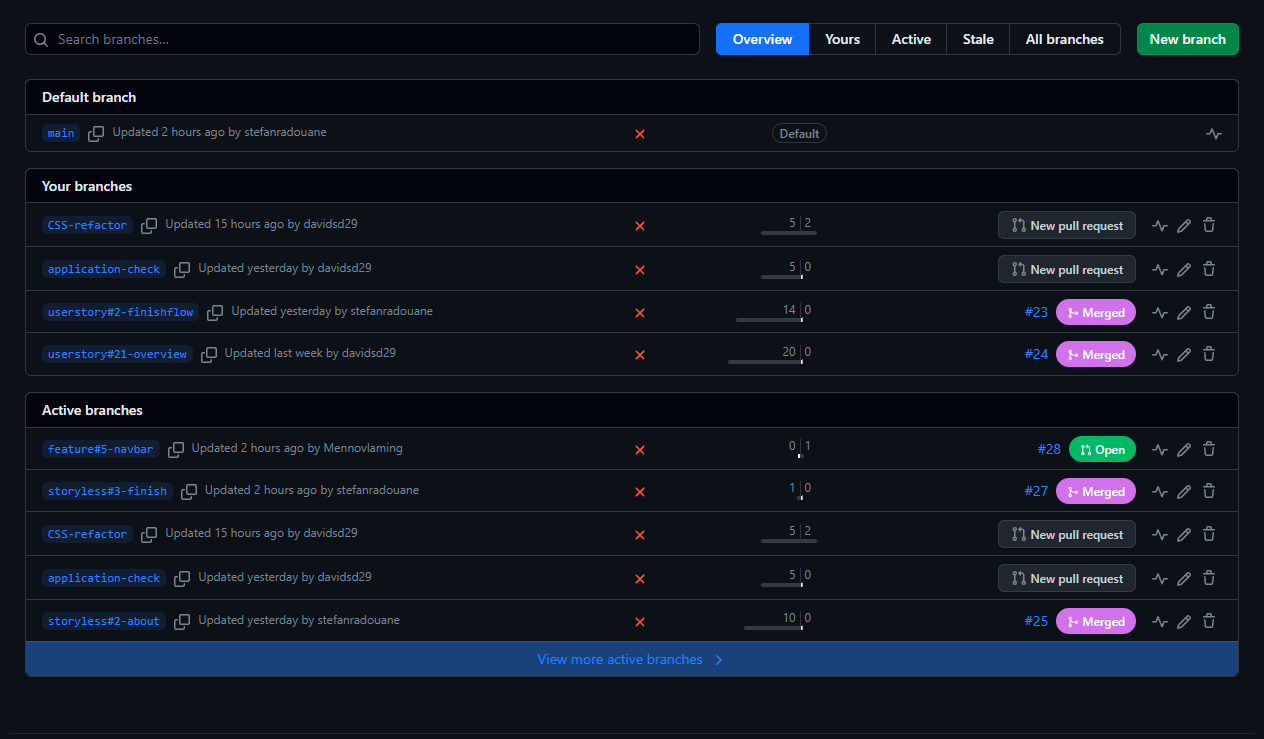 Search branches... Overview Yours Active Stale All branches New branch
Default branch
main Updated 2 hours ago by stefanradouane Default
Your branches
CSS-refactor Updated 15 hours ago by davidsd29 5 2 New pull request
application-check Updated yesterday by davidsd29 5 0 New pull request
userstory#2-finishflow Updated yesterday by stefanradouane 14 0 #23 Merged
userstory#21-overview Updated last week by davidsd29 20 0 #24 Merged
Active branches
feature#5-navbar Updated 2 hours ago by Mennovlaming 0 1 #28 Open
storyless#3-finish Updated 2 hours ago by stefanradouane 1 0 #27 Merged
CSS-refactor Updated 15 hours ago by davidsd29 5 2 New pull request
application-check Updated yesterday by davidsd29 5 0 New pull request
storyless#2-about Updated yesterday by stefanradouane 10 0 #25 Merged
View more active branches